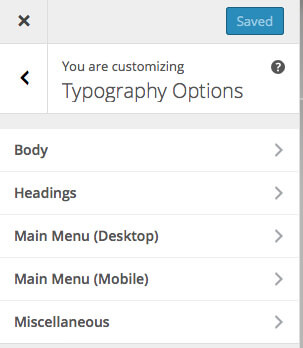 Saved
You are customizing
?
Typography Options
Body
Headings
Main Menu (Desktop)
Main Menu (Mobile)
Miscellaneous